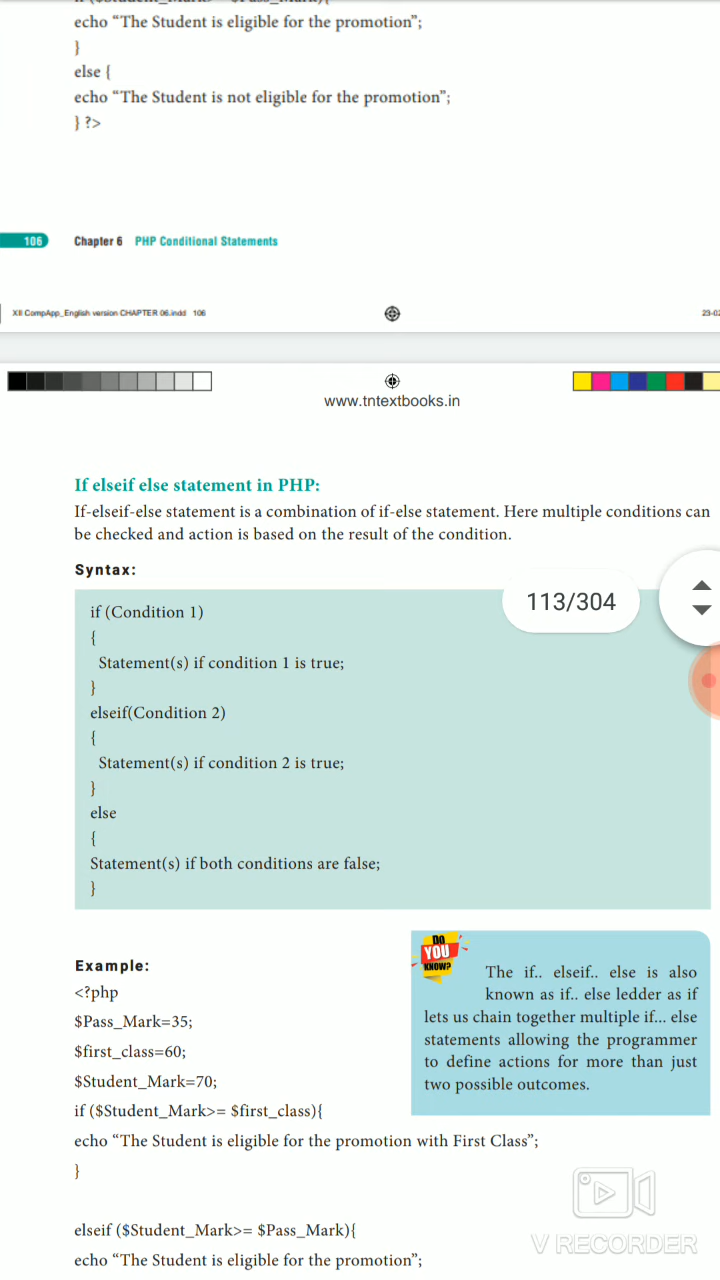 echo “The Student is eligible for the promotion”;
}
else {
echo “The Student is not eligible for the promotion”;
} ?>
106 Chapter 6 PHP Conditional Statements
XII CompApp_English version CHAPTER 06.indd 106
23-02
www.tntextbooks.in
If elseif else statement in PHP:
If-elseif-else statement is a combination of if-else statement. Here multiple conditions can
be checked and action is based on the result of the condition.
Syntax:
113/304
if (Condition 1)
{
Statement(s) if condition 1 is true;
}
elseif(Condition 2)
{
Statement(s) if condition 2 is true;
}
else
{
Statement(s) if both conditions are false;
}
Example:
<?php
$Pass_Mark=35;
$first_class=60;
$Student_Mark=70;
if ($Student_Mark>= $first_class){
echo “The Student is eligible for the promotion with First Class”;
}
elseif ($Student_Mark>= $Pass_Mark){
echo “The Student is eligible for the promotion”;
DO
YOU
KNOW?
The if.. elseif.. else is also
known as if.. else ledder as if
lets us chain together multiple if... else
statements allowing the programmer
to define actions for more than just
two possible outcomes.
V RECORDER